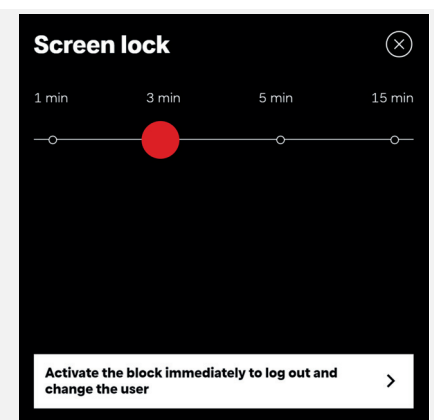 Screen lock
1 min 3 min 5 min 15 min
Activate the block immediately to log out and
change the user